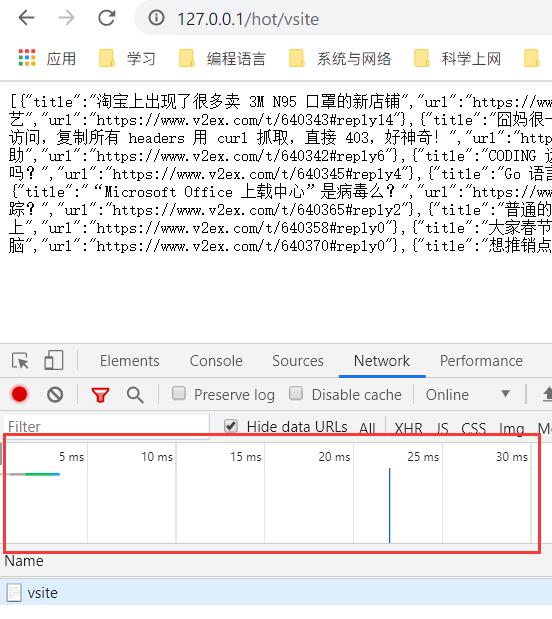 127.0.0.1/hot/vsite
应用 学习 编程语言 系统与网络 科学上网
[{"title":"淘宝上出现了很多卖 3M N95 口罩的新店铺","url":"https://www
艺","url":"https://www.v2ex.com/t/640343#reply14"},{"title":"囧妈很一
访问，复制所有 headers 用 curl 抓取，直接 403，好神奇！","url":"http
助","url":"https://www.v2ex.com/t/640342#reply6"},{"title":"CODING
吗？","url":"https://www.v2ex.com/t/640345#reply4"},{"title":"Go 语言
{"title":"“Microsoft Office 上载中心”是病毒么？","url":"https://ww
踪？","url":"https://www.v2ex.com/t/640365#reply2"},{"title":"普通的
上","url":"https://www.v2ex.com/t/640358#reply0"},{"title":"大家春节
脑","url":"https://www.v2ex.com/t/640370#reply0"},{"title":"想推销点
Elements Console Sources Network Performance
Preserve log Disable cache Online
Filter Hide data URLs All XHR JS CSS Img
5 ms 10 ms 15 ms 20 ms 25 ms 30 ms
Name
vsite